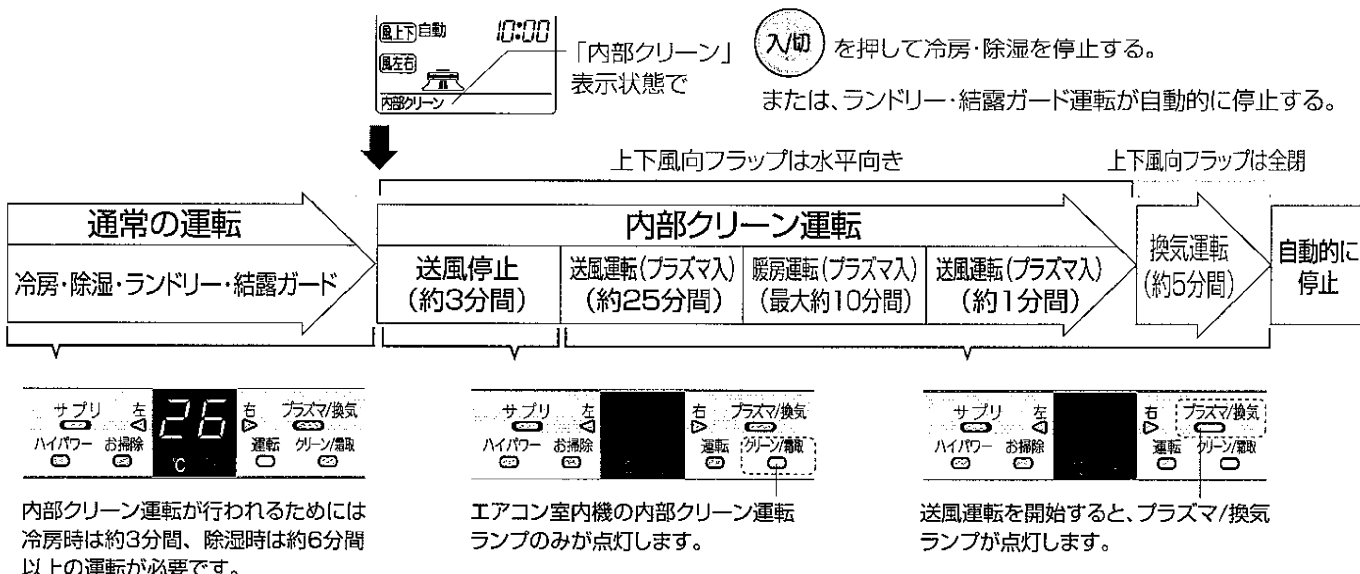 風上下 自動 10:00
風左右
内部クリーン
「内部クリーン」
表示状態で
入/切 を押して冷房・除湿を停止する。
または、ランドリー・結露ガード運転が自動的に停止する。
上下風向フラップは水平向き
上下風向フラップは全閉
通常の運転
冷房・除湿・ランドリー・結露ガード
内部クリーン運転
送風停止
(約3分間)
送風運転(プラズマ入)
(約25分間)
暖房運転(プラズマ入)
(最大約10分間)
送風運転(プラズマ入)
(約1分間)
換気運転
(約5分間)
自動的に
停止
サプリ 左 26 右 プラズマ/換気
ハイパワー お掃除 ℃ 運転 クリーン/霜取
内部クリーン運転が行われるためには
冷房時は約3分間、除湿時は約6分間
以上の運転が必要です。
サプリ 左 右 プラズマ/換気
ハイパワー お掃除 運転 クリーン/霜取
エアコン室内機の内部クリーン運転
ランプのみが点灯します。
サプリ 左 右 プラズマ/換気
ハイパワー お掃除 運転 クリーン/霜取
送風運転を開始すると、プラズマ/換気
ランプが点灯します。